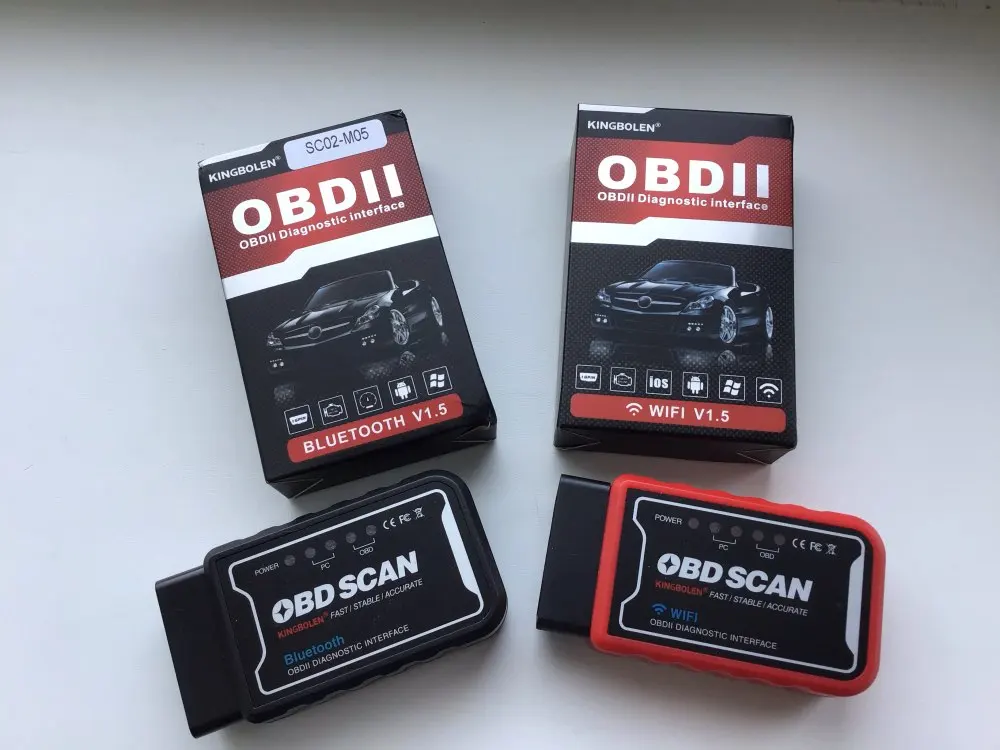 SC02-M05
KINGBOLEN®
OBDII
OBDII Diagnostic interface
BLUETOOTH V1.5
KINGBOLEN®
OBDII
OBDII Diagnostic interface
ios
WIFI V1.5
POWER
PC
OBD
CE FC
OBD SCAN
KINGBOLEN® FAST / STABLE / ACCURATE
Bluetooth
OBDII DIAGNOSTIC INTERFACE
POWER
PC
OBD
CE FC
OBD SCAN
KINGBOLEN® FAST / STABLE / ACCURATE
WIFI
OBDII DIAGNOSTIC INTERFACE